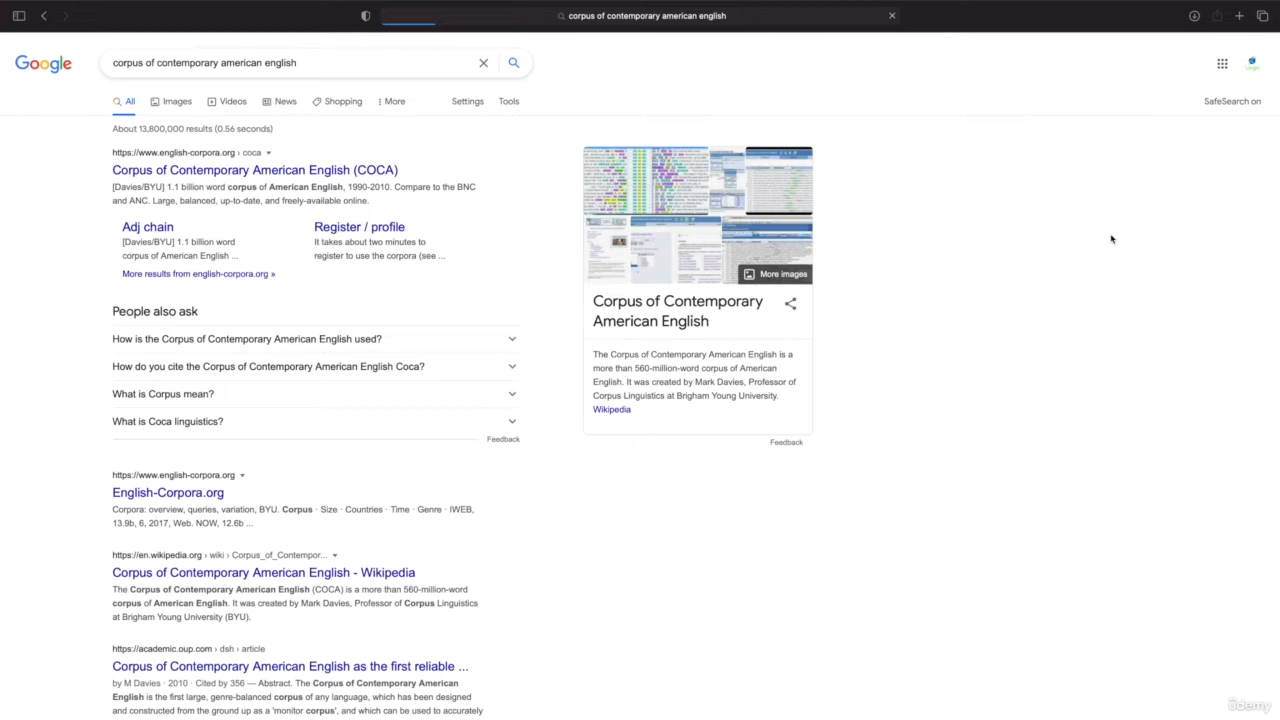 corpus of contemporary american english
Google
corpus of contemporary american english
All Images Videos News Shopping More Settings Tools
SafeSearch on
About 13,800,000 results (0.56 seconds)
https://www.english-corpora.org › coca
Corpus of Contemporary American English (COCA)
[Davies/BYU] 1.1 billion word corpus of American English, 1990-2010. Compare to the BNC
and ANC. Large, balanced, up-to-date, and freely-available online.
Adj chain
[Davies/BYU] 1.1 billion word
corpus of American English ...
Register / profile
It takes about two minutes to
register to use the corpora (see ...
More results from english-corpora.org »
People also ask
How is the Corpus of Contemporary American English used?
How do you cite the Corpus of Contemporary American English Coca?
What is Corpus mean?
What is Coca linguistics?
Feedback
https://www.english-corpora.org
English-Corpora.org
Corpora: overview, queries, variation, BYU. Corpus · Size · Countries · Time · Genre · IWEB,
13.9b, 6, 2017, Web. NOW, 12.6b ...
https://en.wikipedia.org › wiki › Corpus_of_Contempor...
Corpus of Contemporary American English - Wikipedia
The Corpus of Contemporary American English (COCA) is a more than 560-million-word
corpus of American English. It was created by Mark Davies, Professor of Corpus Linguistics
at Brigham Young University (BYU).
https://academic.oup.com › dsh › article
Corpus of Contemporary American English as the first reliable ...
by M Davies · 2010 · Cited by 356 — Abstract. The Corpus of Contemporary American
English is the first large, genre-balanced corpus of any language, which has been designed
and constructed from the ground up as a 'monitor corpus', and which can be used to accurately
More images
Corpus of Contemporary
American English
The Corpus of Contemporary American English is a
more than 560-million-word corpus of American
English. It was created by Mark Davies, Professor of
Corpus Linguistics at Brigham Young University.
Wikipedia
Feedback
ûdemy